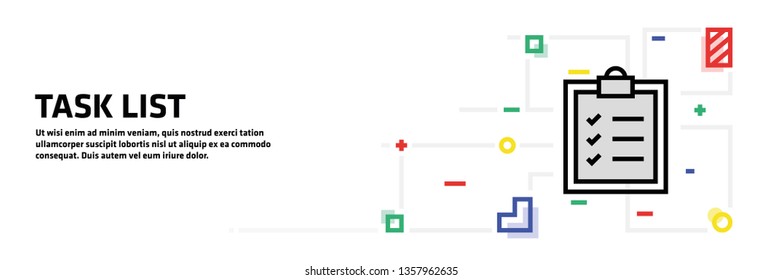 TASK LIST
Ut wisi enim ad minim veniam, quis nostrud exerci tation
ullamcorper suscipit lobortis nisl ut aliquip ex ea commodo
consequat. Duis autem vel eum iriure dolor.
shutterstock.com · 1357962635